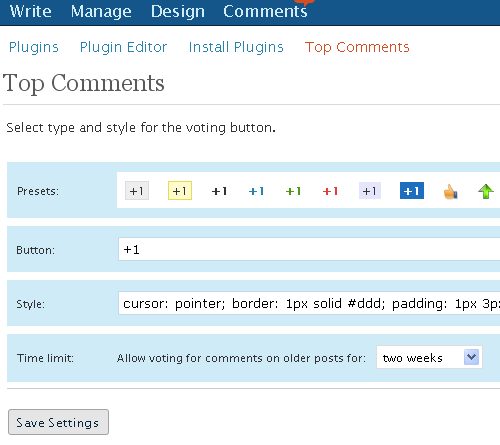 Write Manage Design Comments
Plugins Plugin Editor Install Plugins Top Comments
Top Comments
Select type and style for the voting button.
Presets: +1 +1 +1 +1 +1 +1 +1 +1
Button: +1
Style: cursor: pointer; border: 1px solid #ddd; padding: 1px 3px
Time limit: Allow voting for comments on older posts for: two weeks
Save Settings